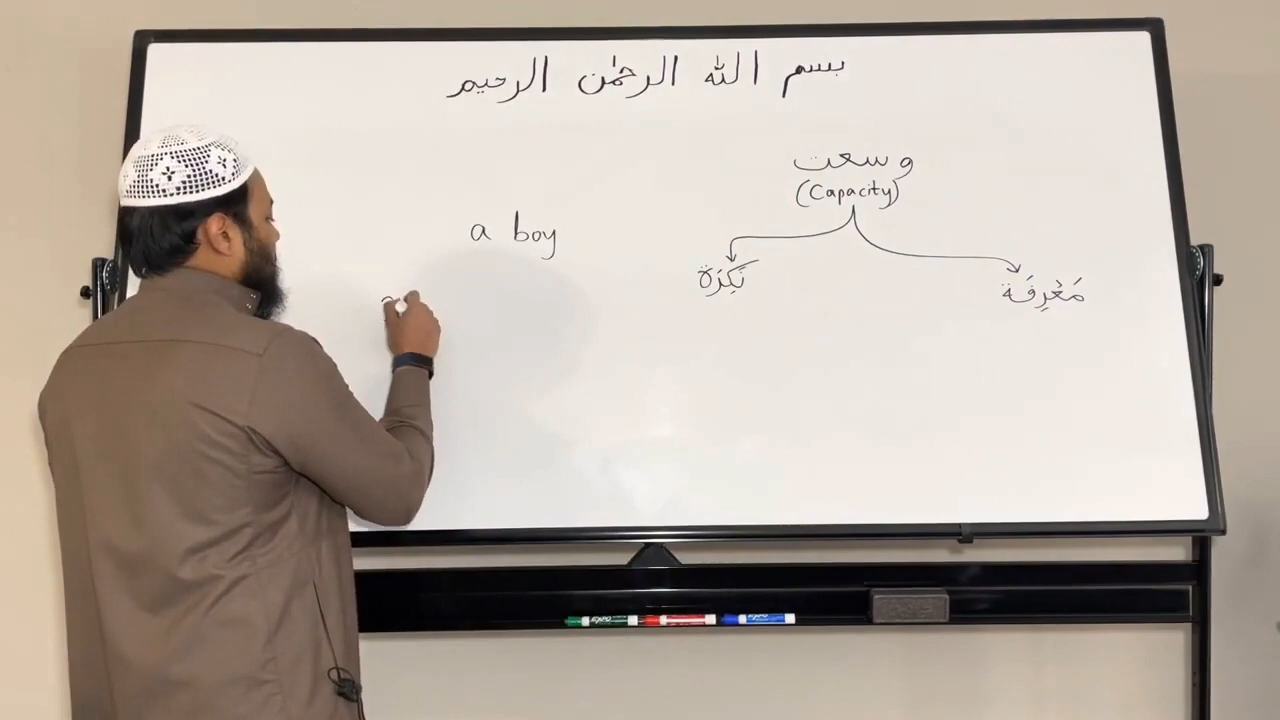 بسم الله الرحمٰن الرحيم
وسعت
(Capacity)
a boy
نَكِرَة
مَعْرِفَة